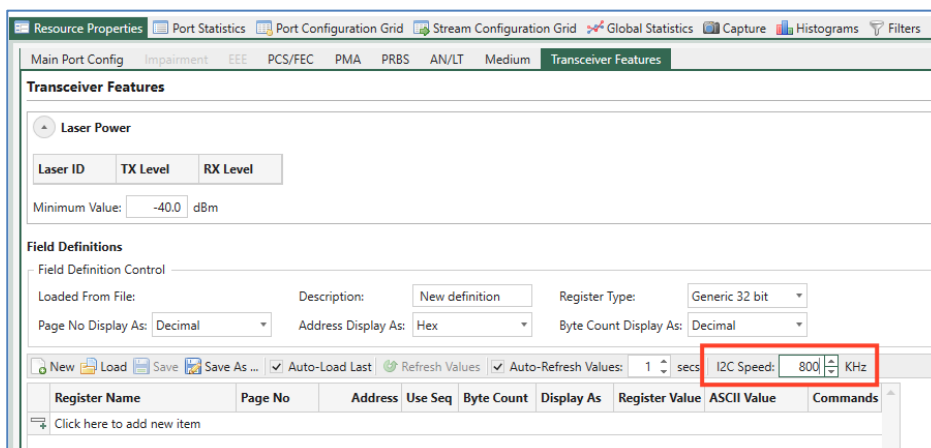 Resource Properties Port Statistics Port Configuration Grid Stream Configuration Grid Global Statistics Capture Histograms Filters
Main Port Config Impairment EEE PCS/FEC PMA PRBS AN/LT Medium Transceiver Features
Transceiver Features
Laser Power
Laser ID TX Level RX Level
Minimum Value: -40.0 dBm
Field Definitions
Field Definition Control
Loaded From File: Description: New definition Register Type: Generic 32 bit
Page No Display As: Decimal Address Display As: Hex Byte Count Display As: Decimal
New Load Save Save As ... Auto-Load Last Refresh Values Auto-Refresh Values: 1 secs I2C Speed: 800 KHz
Register Name Page No Address Use Seq Byte Count Display As Register Value ASCII Value Commands
Click here to add new item